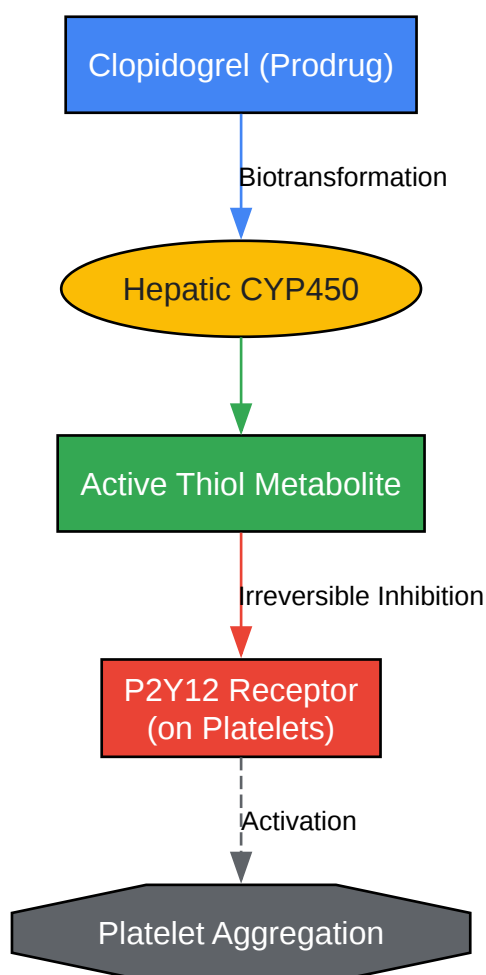 Clopidogrel (Prodrug)
Biotransformation
Hepatic CYP450
Active Thiol Metabolite
Irreversible Inhibition
P2Y12 Receptor
(on Platelets)
Activation
Platelet Aggregation